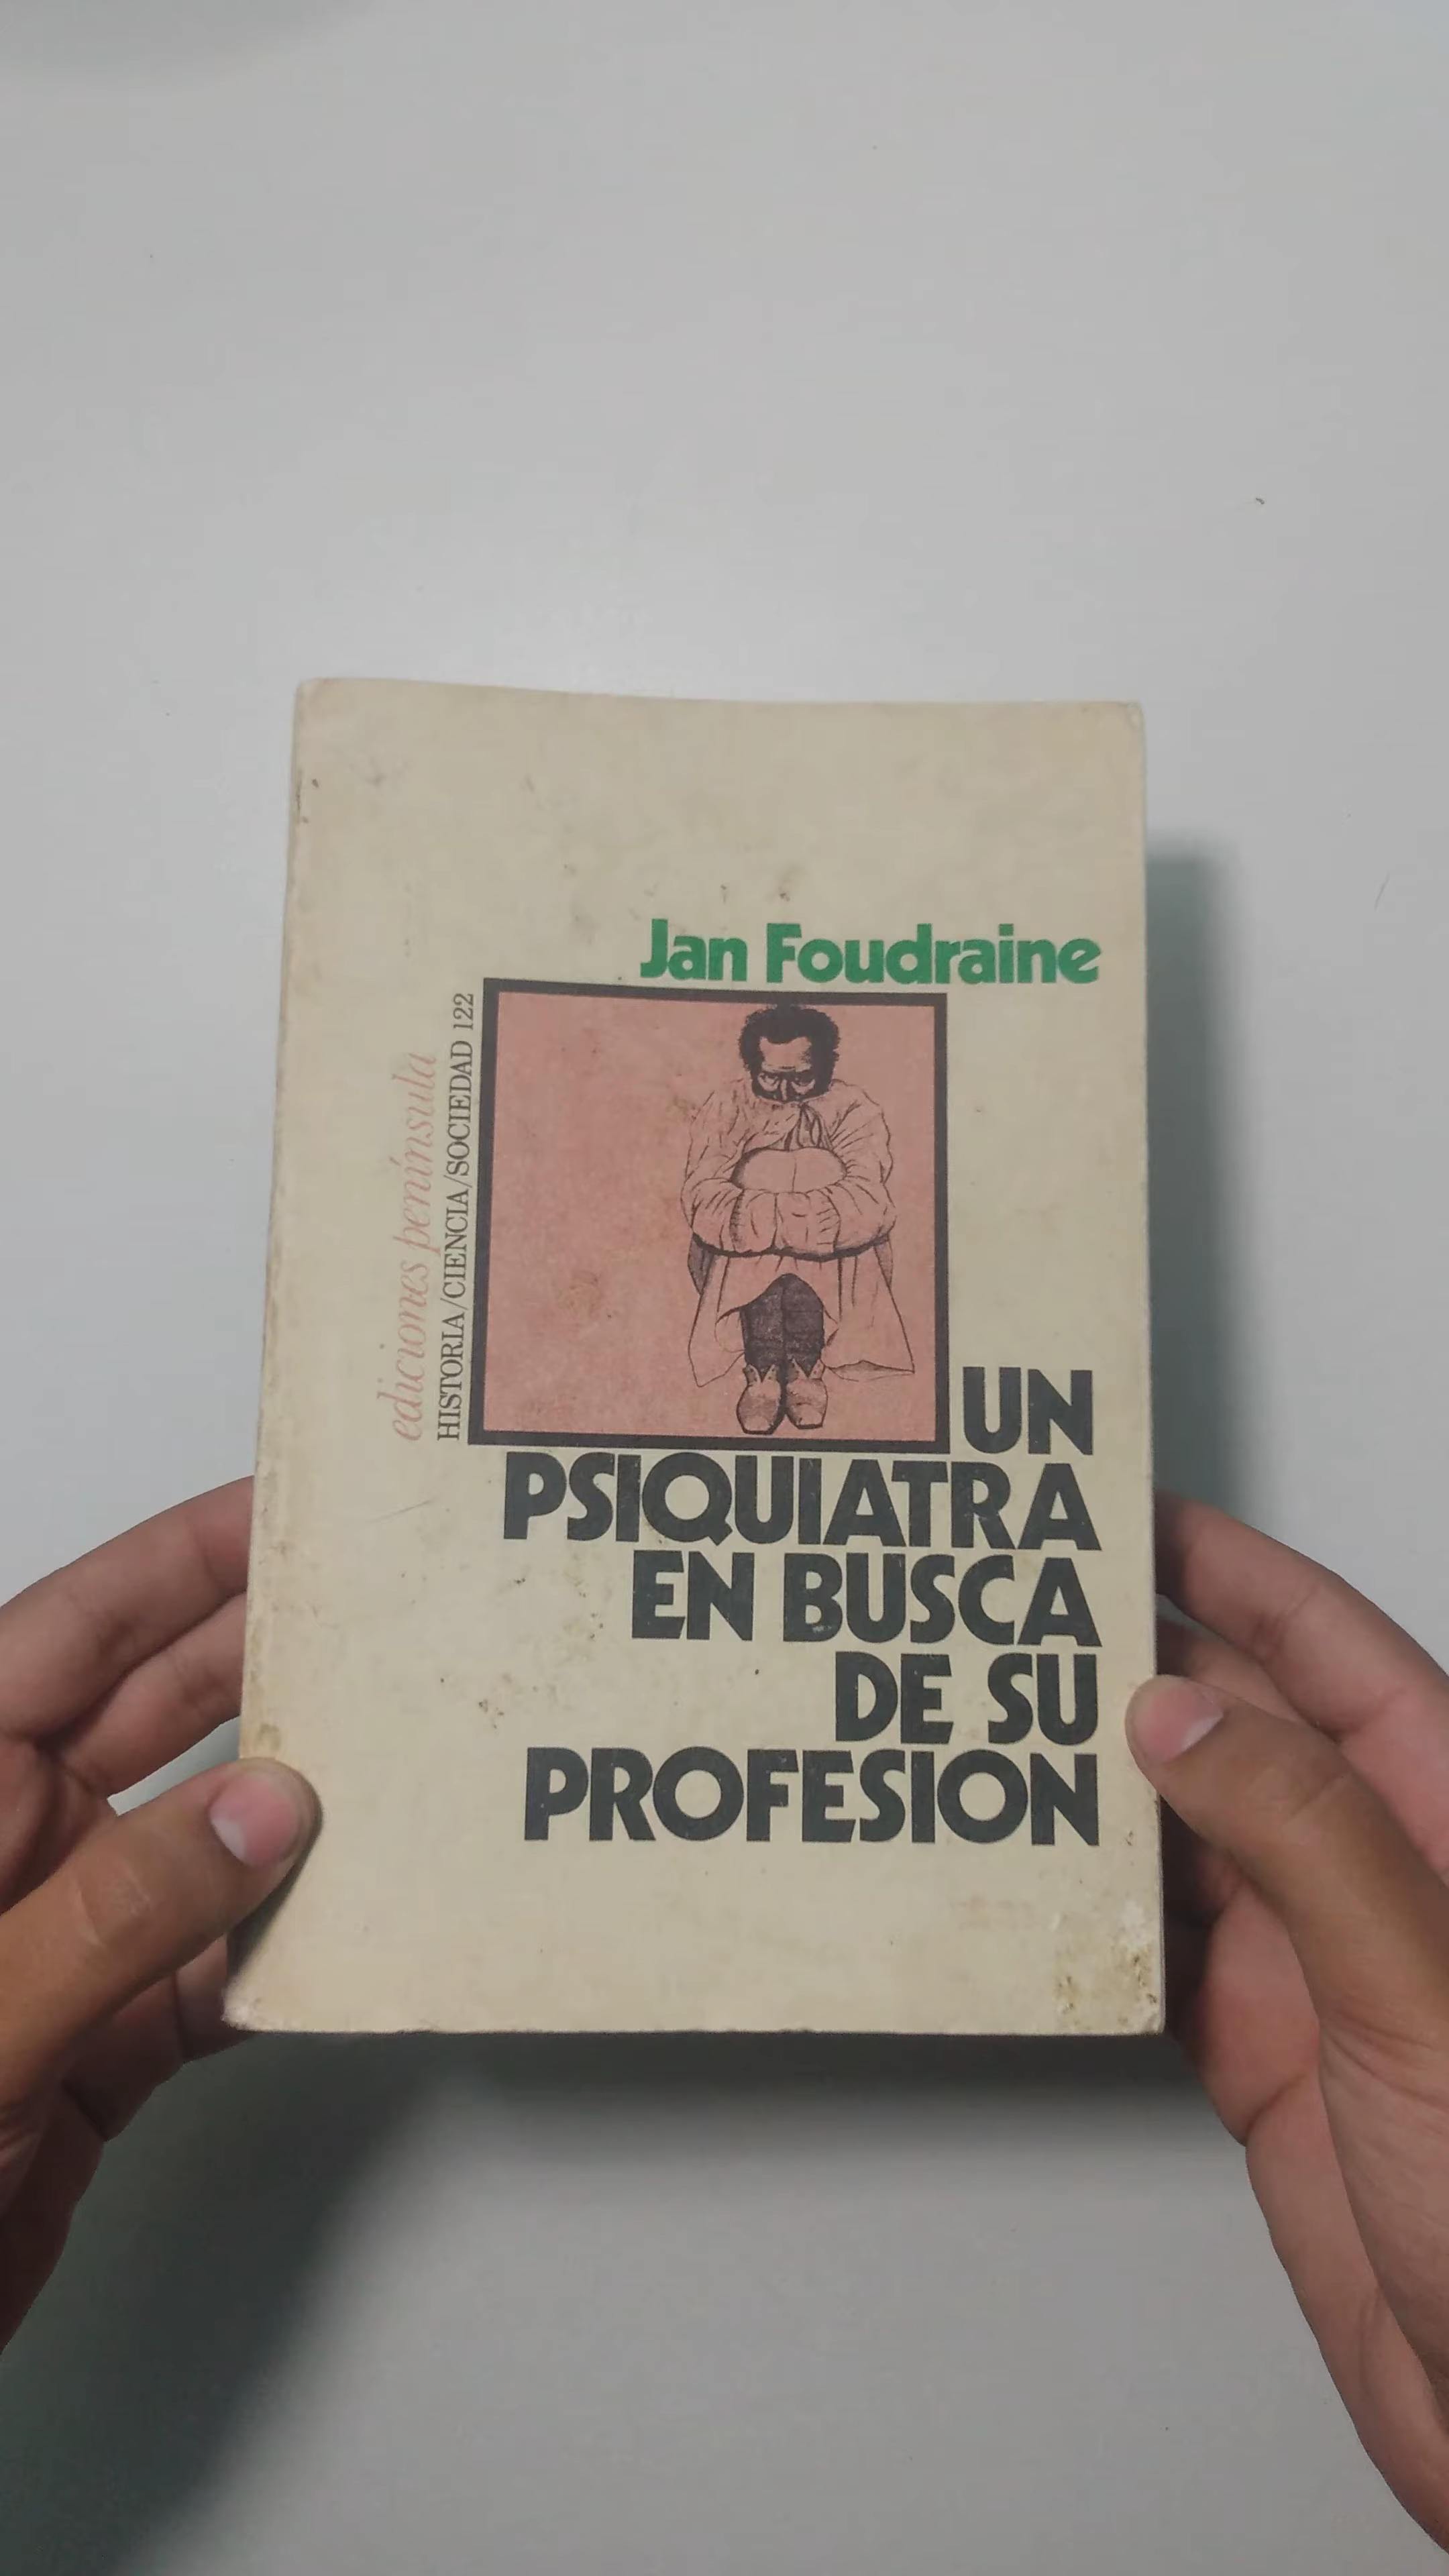 Jan Foudraine
ediciones península
HISTORIA/CIENCIA/SOCIEDAD 122
UN
PSIQUIATRA
EN BUSCA
DE SU
PROFESION